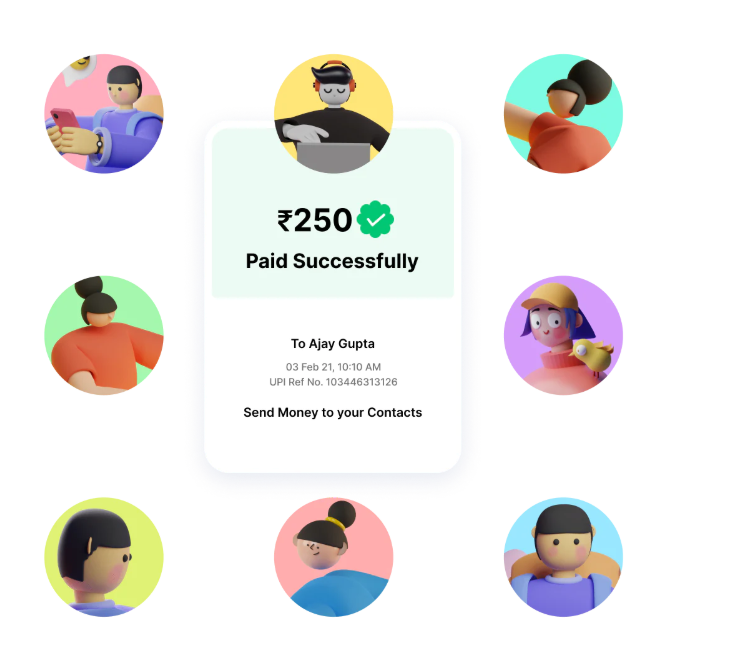 ₹250
Paid Successfully
To Ajay Gupta
03 Feb 21, 10:10 AM
UPI Ref No. 103446313126
Send Money to your Contacts